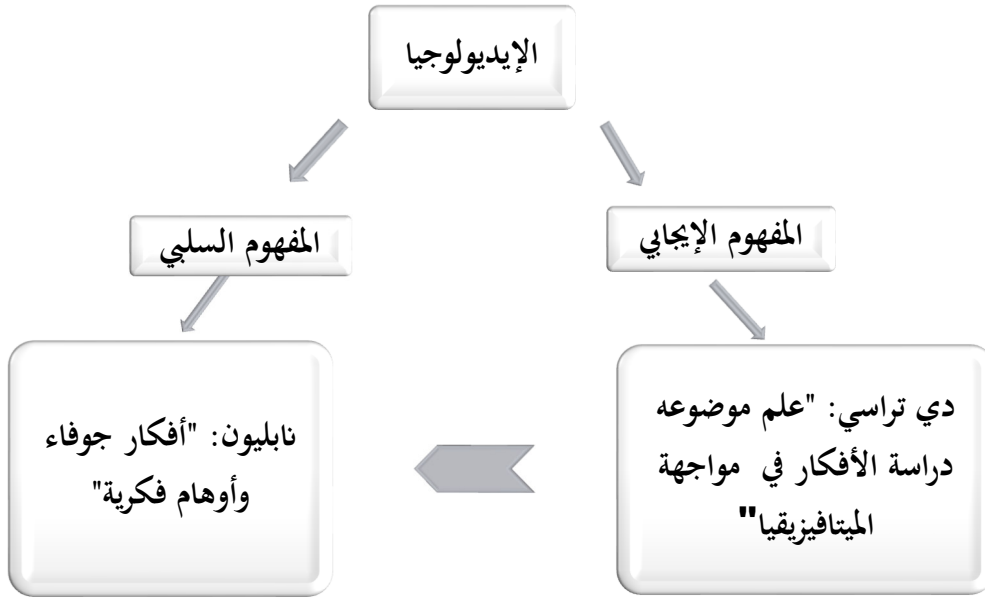 الإيديولوجيا
المفهوم الإيجابي
المفهوم السلبي
دي تراسي: "علم موضوعه
دراسة الأفكار في مواجهة
الميتافيزيقيا"
نابليون: "أفكار جوفاء
وأوهام فكرية"